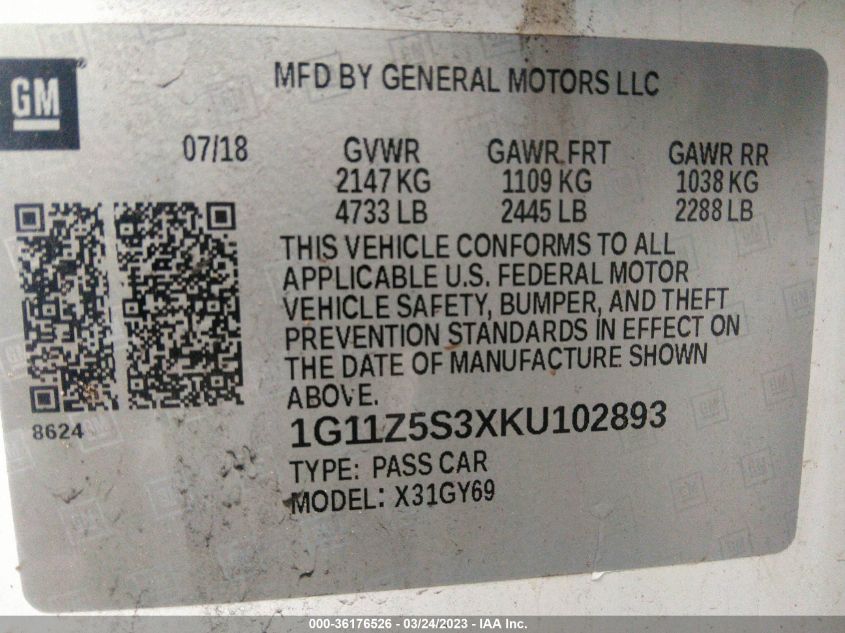 GM
MFD BY GENERAL MOTORS LLC
07/18 GVWR GAWR FRT GAWR RR
2147 KG 1109 KG 1038 KG
4733 LB 2445 LB 2288 LB
THIS VEHICLE CONFORMS TO ALL
APPLICABLE U.S. FEDERAL MOTOR
VEHICLE SAFETY, BUMPER, AND THEFT
PREVENTION STANDARDS IN EFFECT ON
THE DATE OF MANUFACTURE SHOWN
ABOVE.
8624
1G11Z5S3XKU102893
TYPE: PASS CAR
MODEL: X31GY69
000-36176526 - 03/24/2023 - IAA Inc.